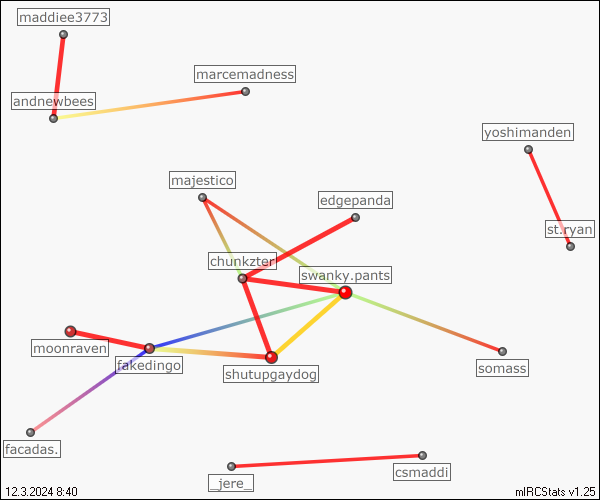 maddiee3773
marcemadness
andnewbees
yoshimanden
majestico
edgepanda
st.ryan
chunkzter
swanky.pants
moonraven
fakedingo
shutupgaydog
somass
facadas.
csmaddi
_jere_
12.3.2024 8:40
mIRCStats v1.25